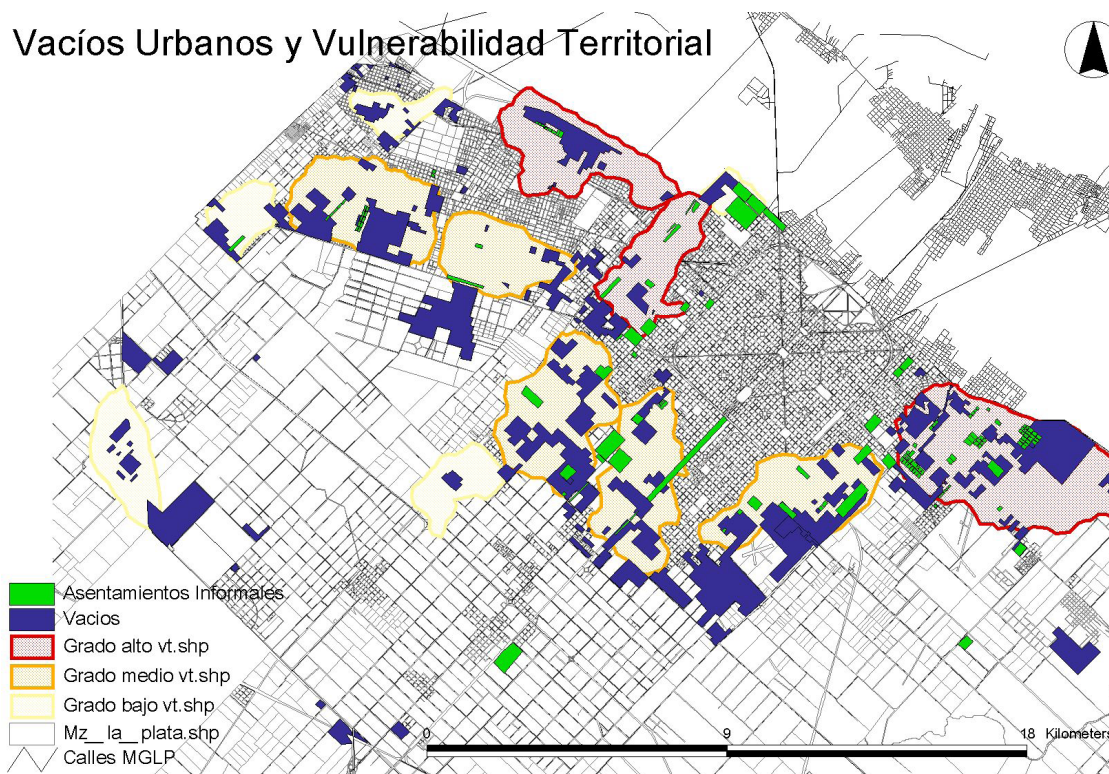 Vacíos Urbanos y Vulnerabilidad Territorial
Asentamientos Informales
Vacios
Grado alto vt.shp
Grado medio vt.shp
Grado bajo vt.shp
Mz__la__plata.shp
Calles MGLP
0 9 18 Kilometers